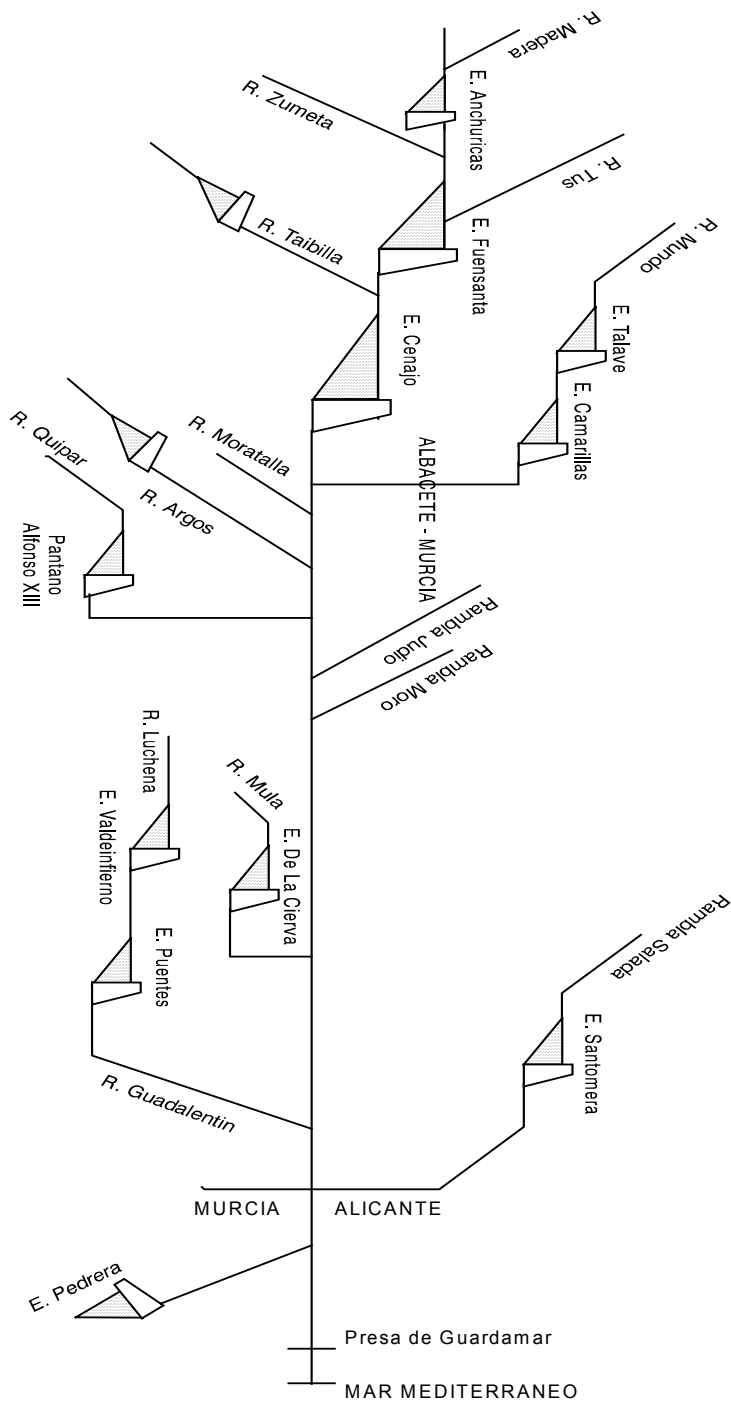 R. Madera
E. Anchuricas
R. Zumeta
R. Tus
R. Taibilla
E. Fuensanta
R. Mundo
E. Talave
E. Cenajo
E. Camarillas
R. Quipar
R. Moratalla
R. Argos
ALBACETE - MURCIA
Pantano
Alfonso XIII
Rambla Judio
Rambla Moro
R. Luchena
E. Valdeinfierno
R. Mula
E. De La Cierva
E. Puentes
Rambla Salada
E. Santomera
R. Guadalentin
MURCIA
ALICANTE
E. Pedrera
Presa de Guardamar
MAR MEDITERRANEO